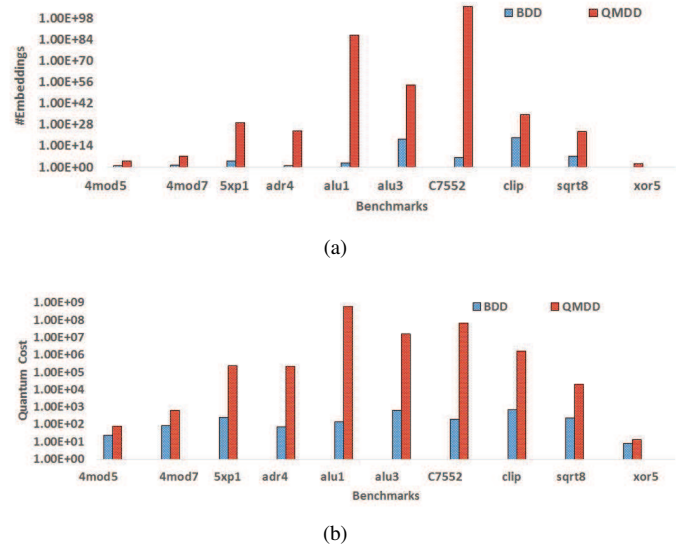 BDD QMDD
1.00E+98
1.00E+84
1.00E+70
1.00E+56
1.00E+42
1.00E+28
1.00E+14
1.00E+00
#Embeddings
4mod5 4mod7 5xp1 adr4 alu1 alu3 C7552 clip sqrt8 xor5
Benchmarks
(a)
BDD QMDD
1.00E+09
1.00E+08
1.00E+07
1.00E+06
1.00E+05
1.00E+04
1.00E+03
1.00E+02
1.00E+01
1.00E+00
Quantum Cost
4mod5 4mod7 5xp1 adr4 alu1 alu3 C7552 clip sqrt8 xor5
Benchmarks
(b)